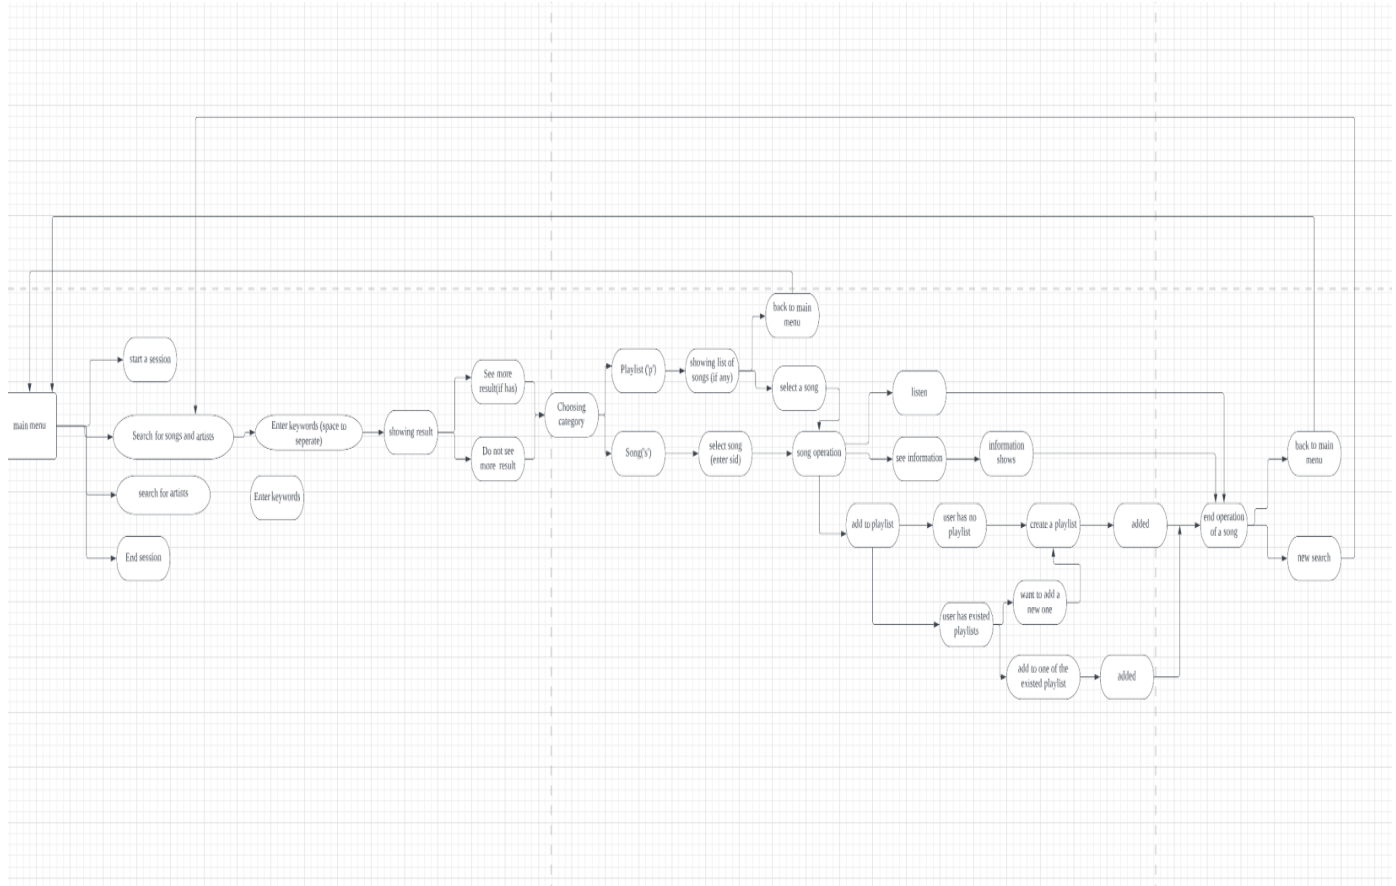 back to main
menu
start a session
main menu
Search for songs and artists
Enter keywords (space to
seperate)
showing result
See more
result(if has)
Do not see
more result
Choosing
category
Playlist ('p')
showing list of
songs (if any)
select a song
Song('s')
select song
(enter sid)
song operation
listen
see information
information
shows
search for artists
Enter keywords
End session
add to playlist
user has no
playlist
create a playlist
added
end operation
of a song
back to main
menu
new search
want to add a
new one
user has existed
playlists
add to one of the
existed playlist
added